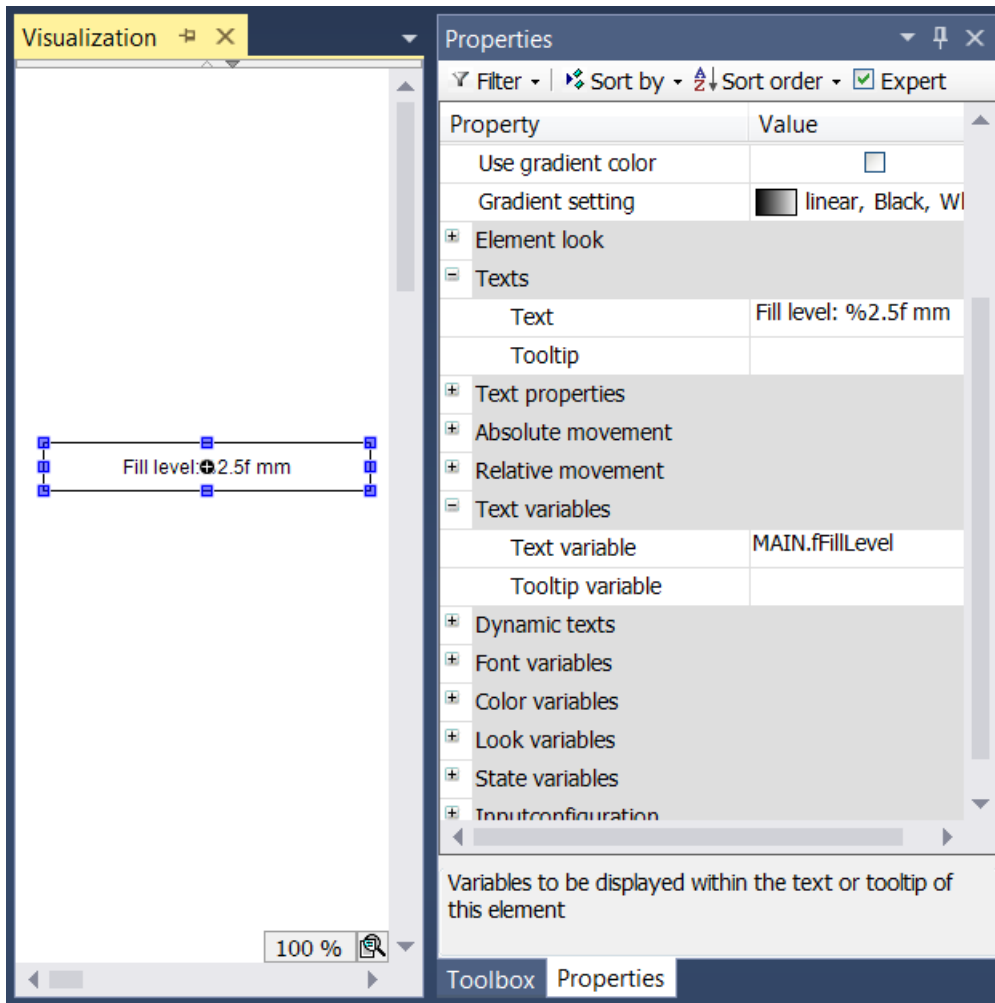 Visualization
Fill level: 2.5f mm
100 %
Properties
Filter
Sort by
Sort order
Expert
Property Value
Use gradient color
Gradient setting linear, Black, Wl
Element look
Texts
Text Fill level: %2.5f mm
Tooltip
Text properties
Absolute movement
Relative movement
Text variables
Text variable MAIN.fFillLevel
Tooltip variable
Dynamic texts
Font variables
Color variables
Look variables
State variables
Inputconfiguration
Variables to be displayed within the text or tooltip of
this element
Toolbox Properties